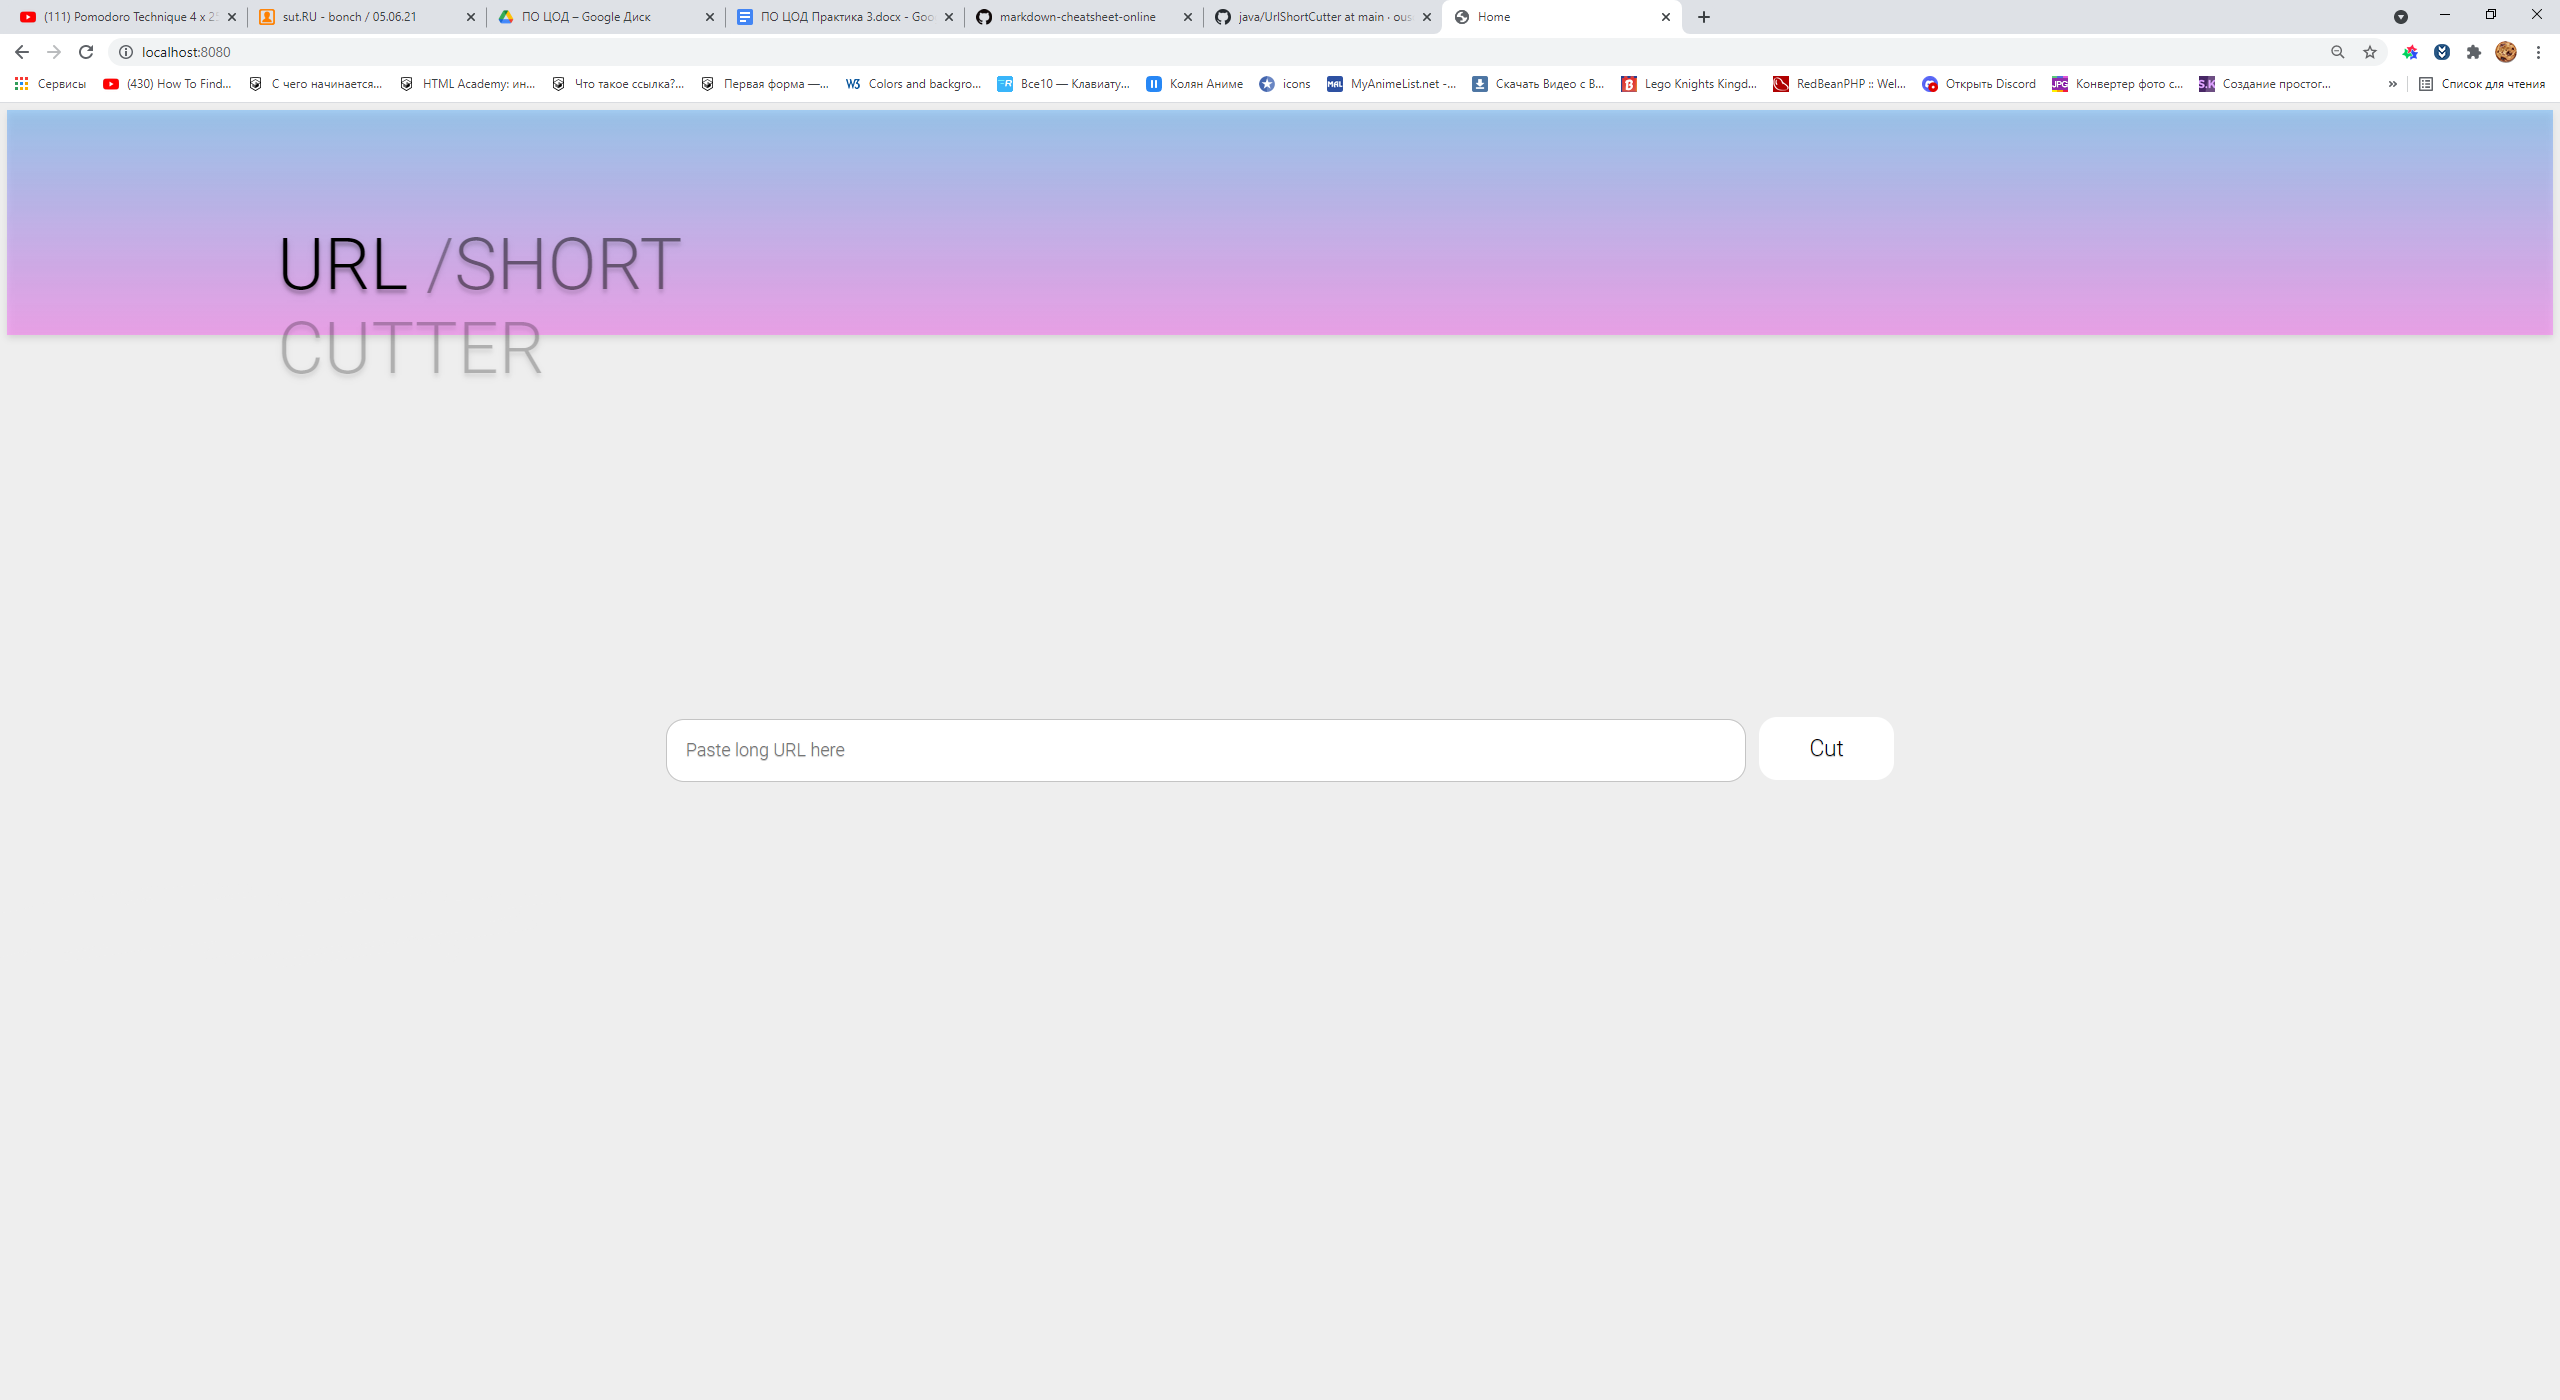 (111) Pomodoro Technique 4 x 25
sut.RU - bonch / 05.06.21
ПО ЦОД – Google Диск
ПО ЦОД Практика 3.docx - Goo
markdown-cheatsheet-online
java/UrlShortCutter at main · ous
Home
localhost:8080
Сервисы
(430) How To Find...
С чего начинается...
HTML Academy: ин...
Что такое ссылка?...
Первая форма —...
W3
Colors and backgro...
Все10 — Клавиату...
Колян Аниме
icons
MAL
MyAnimeList.net -...
Скачать Видео с В...
Lego Knights Kingd...
RedBeanPHP :: Wel...
Открыть Discord
JPG
Конвертер фото с...
S.K
Создание простог...
»
Список для чтения
URL /SHORT
CUTTER
Paste long URL here
Cut